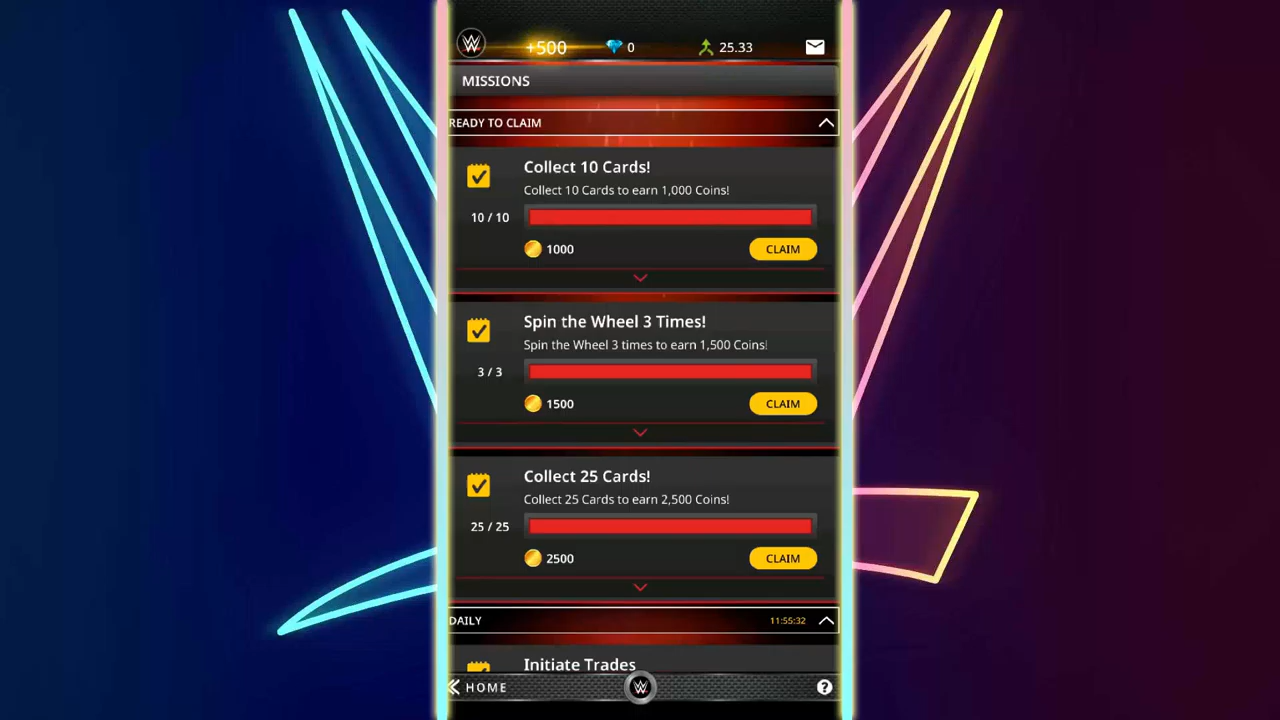 +500 0 25.33
MISSIONS
READY TO CLAIM
Collect 10 Cards!
Collect 10 Cards to earn 1,000 Coins!
10 / 10
1000 CLAIM
Spin the Wheel 3 Times!
Spin the Wheel 3 times to earn 1,500 Coins!
3 / 3
1500 CLAIM
Collect 25 Cards!
Collect 25 Cards to earn 2,500 Coins!
25 / 25
2500 CLAIM
DAILY 11:55:32
Initiate Trades
HOME ?